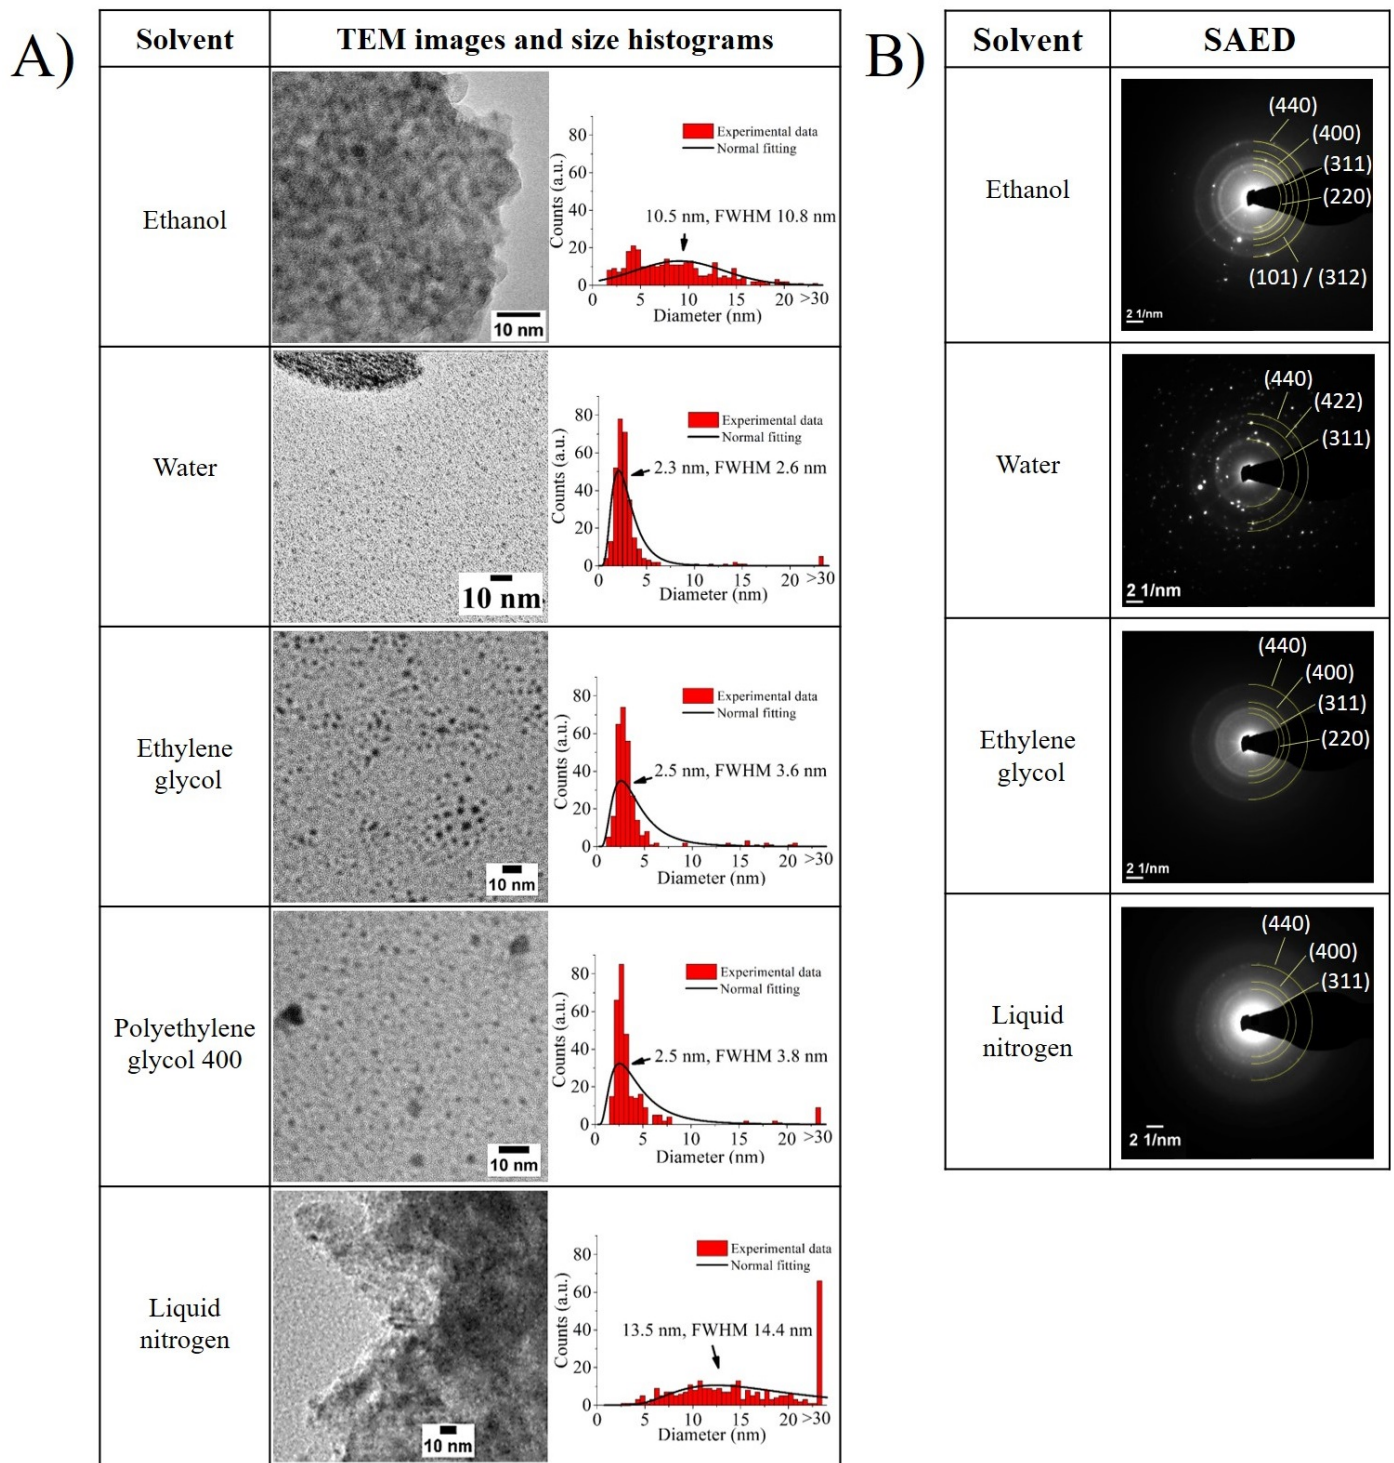 A)
Solvent
TEM images and size histograms
Ethanol
10 nm
Counts (a.u.)
80
60
40
20
0
Experimental data
Normal fitting
10.5 nm, FWHM 10.8 nm
0 5 10 15 20 >30
Diameter (nm)
Water
10 nm
Counts (a.u.)
80
60
40
20
0
Experimental data
Normal fitting
2.3 nm, FWHM 2.6 nm
0 5 10 15 20 >30
Diameter (nm)
Ethylene
glycol
10 nm
Counts (a.u.)
80
60
40
20
0
Experimental data
Normal fitting
2.5 nm, FWHM 3.6 nm
0 5 10 15 20 >30
Diameter (nm)
Polyethylene
glycol 400
10 nm
Counts (a.u.)
80
60
40
20
0
Experimental data
Normal fitting
2.5 nm, FWHM 3.8 nm
0 5 10 15 20 >30
Diameter (nm)
Liquid
nitrogen
10 nm
Counts (a.u.)
80
60
40
20
0
Experimental data
Normal fitting
13.5 nm, FWHM 14.4 nm
0 5 10 15 20 >30
Diameter (nm)
B)
Solvent
SAED
Ethanol
(440)
(400)
(311)
(220)
(101) / (312)
2 1/nm
Water
(440)
(422)
(311)
2 1/nm
Ethylene
glycol
(440)
(400)
(311)
(220)
2 1/nm
Liquid
nitrogen
(440)
(400)
(311)
2 1/nm